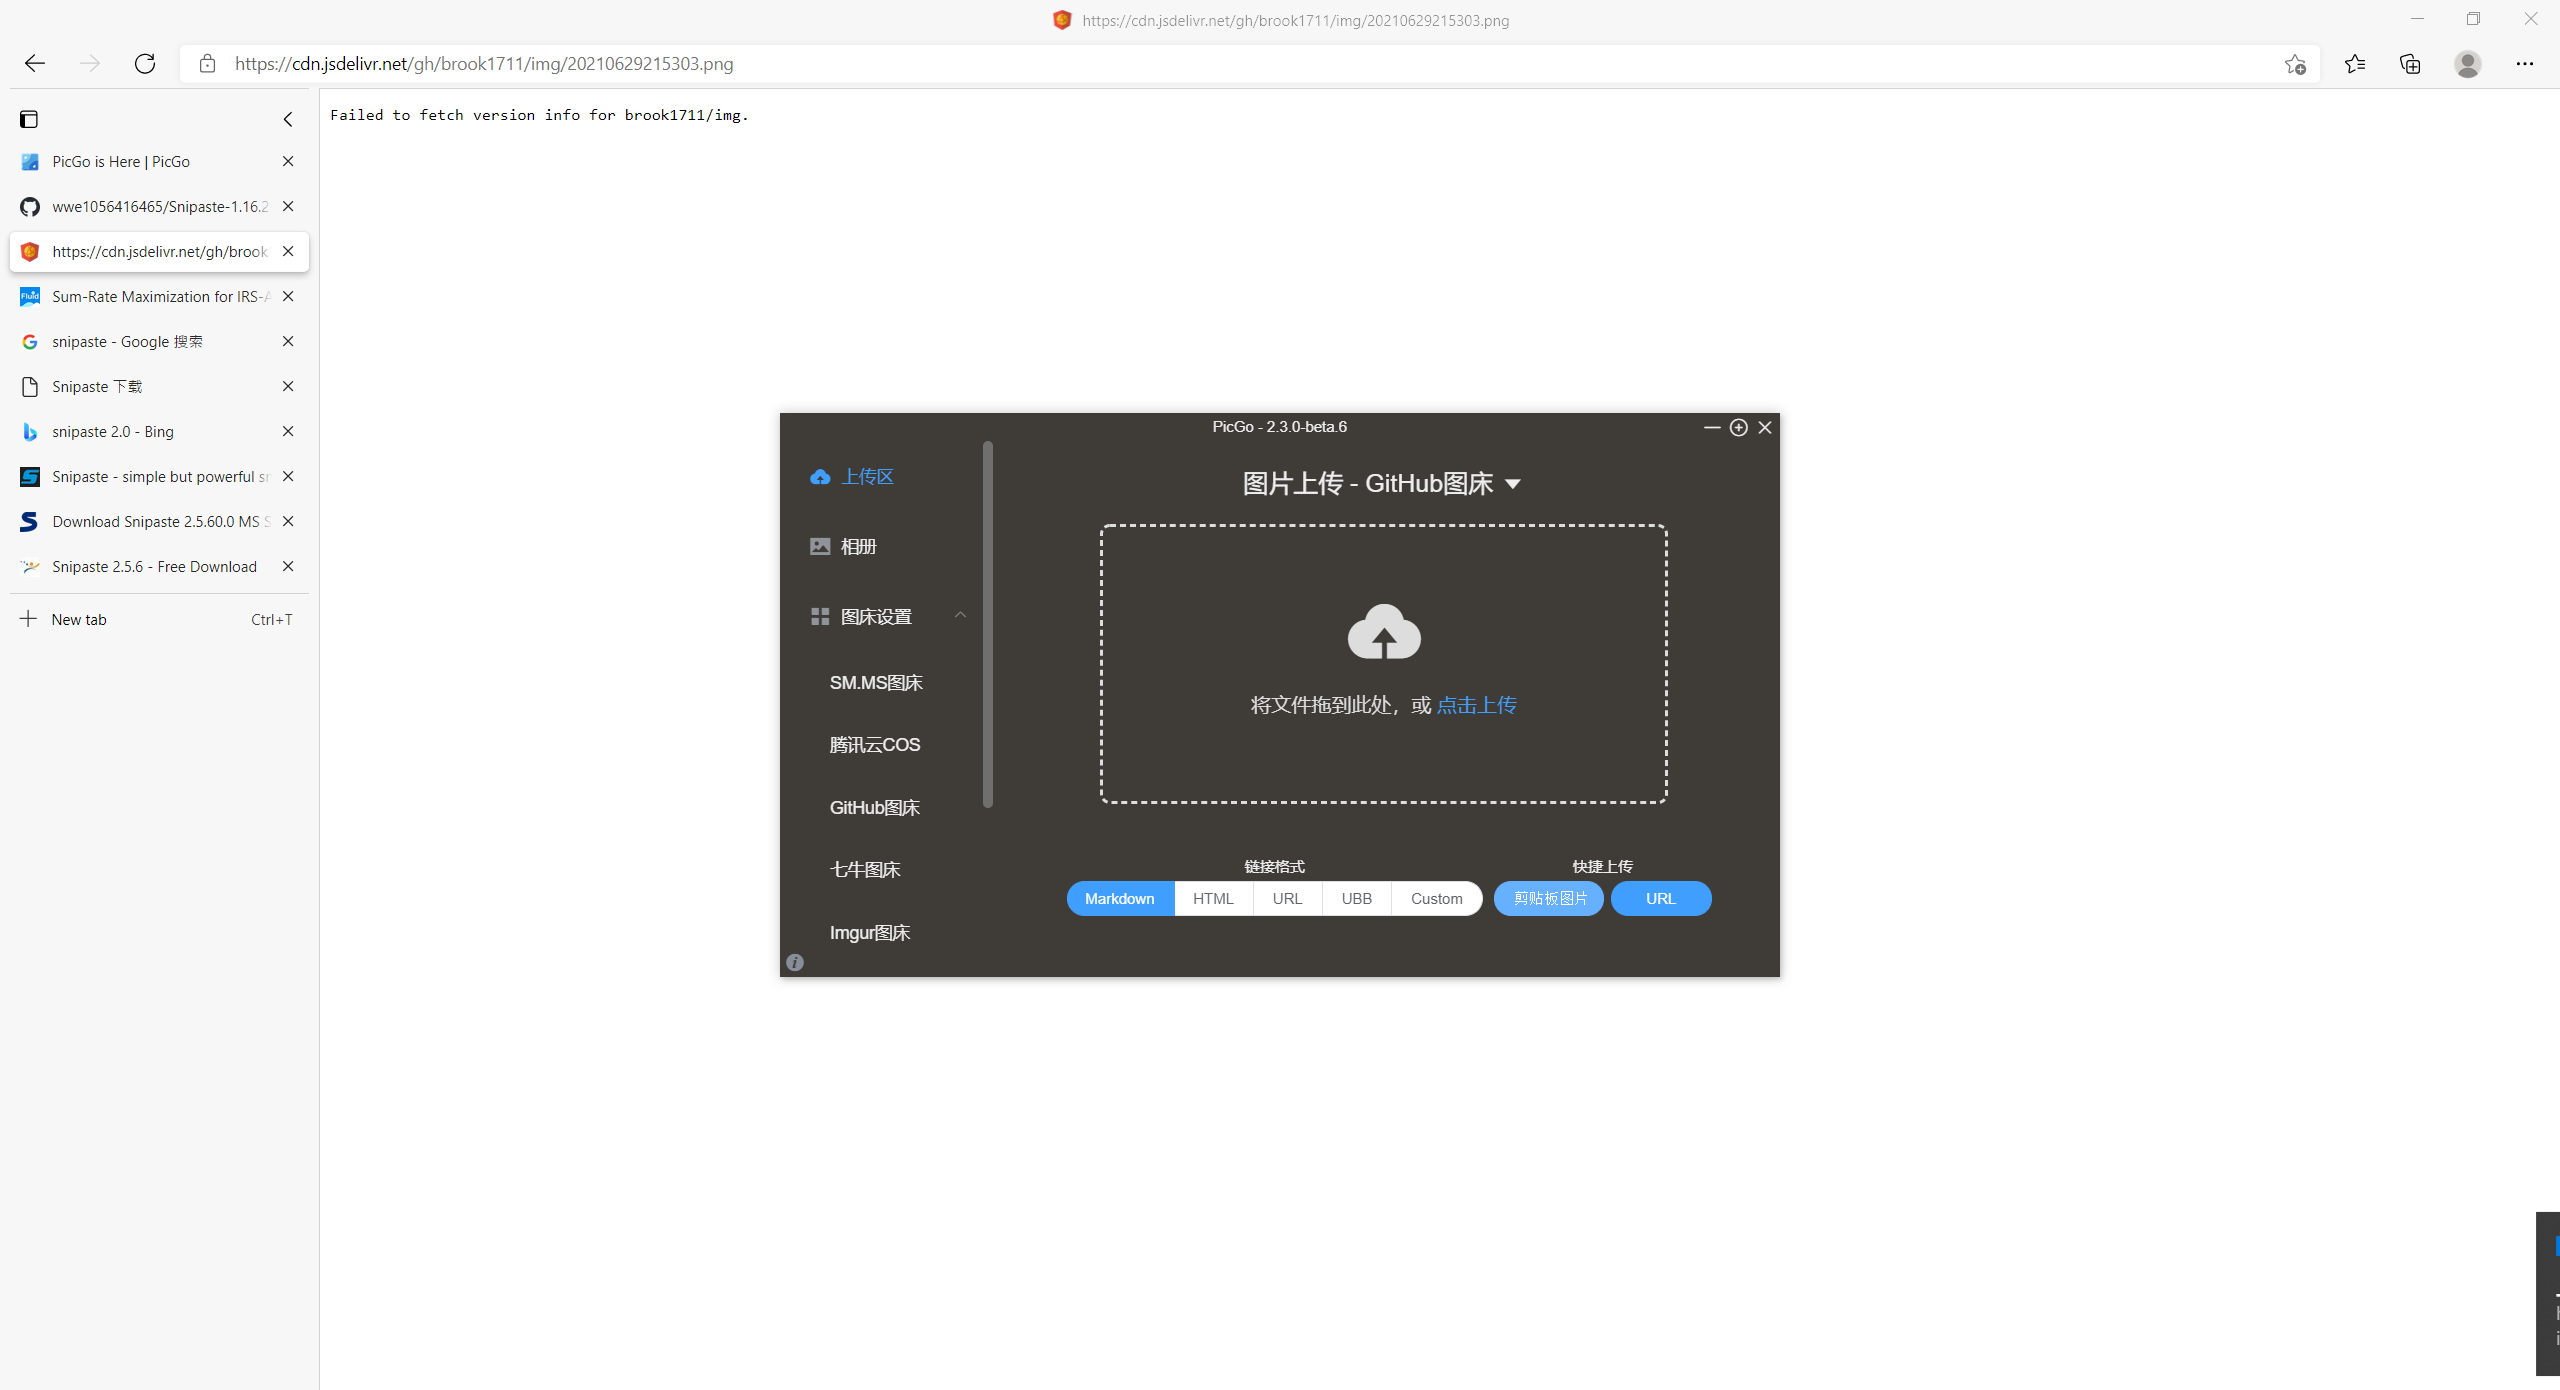 https://cdn.jsdelivr.net/gh/brook1711/img/20210629215303.png
https://cdn.jsdelivr.net/gh/brook1711/img/20210629215303.png
PicGo is Here | PicGo
wwe1056416465/Snipaste-1.16.2
https://cdn.jsdelivr.net/gh/brook
Sum-Rate Maximization for IRS-A
snipaste - Google 搜索
Snipaste 下载
snipaste 2.0 - Bing
Snipaste - simple but powerful sn
Download Snipaste 2.5.60.0 MS S
Snipaste 2.5.6 - Free Download
New tab Ctrl+T
Failed to fetch version info for brook1711/img.
PicGo - 2.3.0-beta.6
上传区
相册
图床设置
SM.MS图床
腾讯云COS
GitHub图床
七牛图床
Imgur图床
图片上传 - GitHub图床
将文件拖到此处，或 点击上传
链接格式 快捷上传
Markdown HTML URL UBB Custom 剪贴板图片 URL